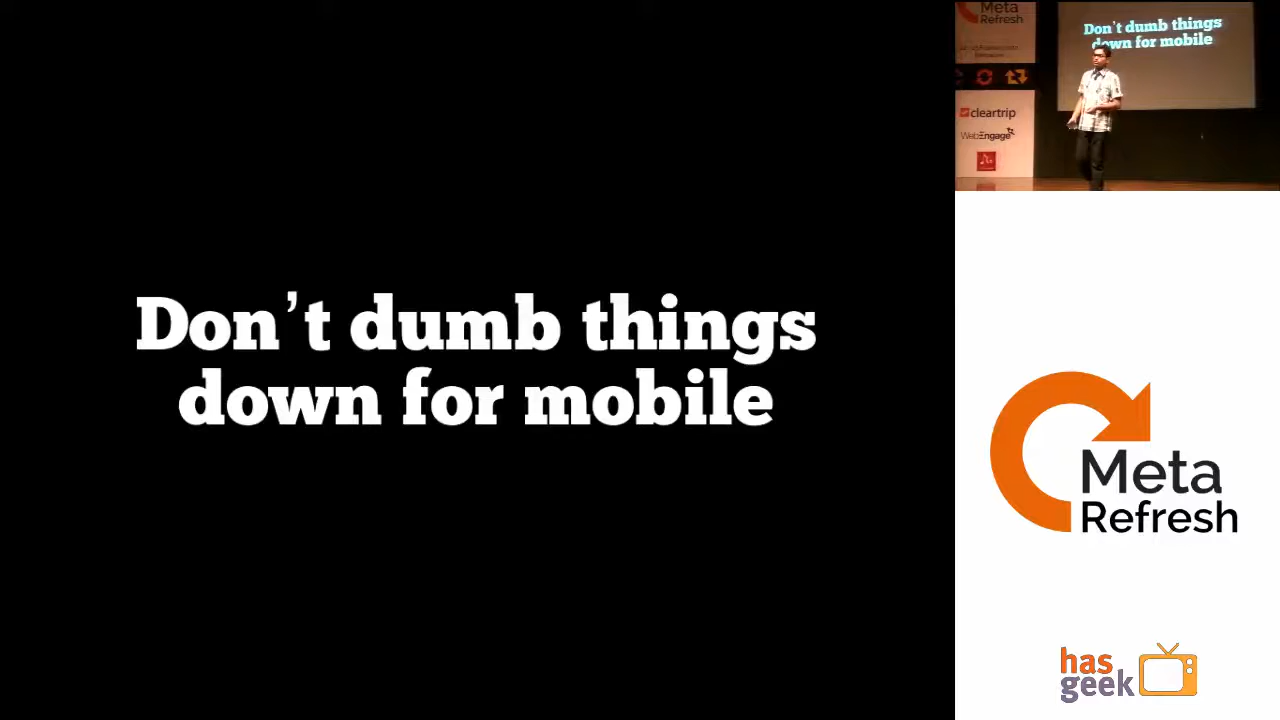 Don't dumb things
down for mobile
Meta
Refresh
Don't dumb things
down for mobile
cleartrip
WebEngage
Meta
Refresh
has
geek